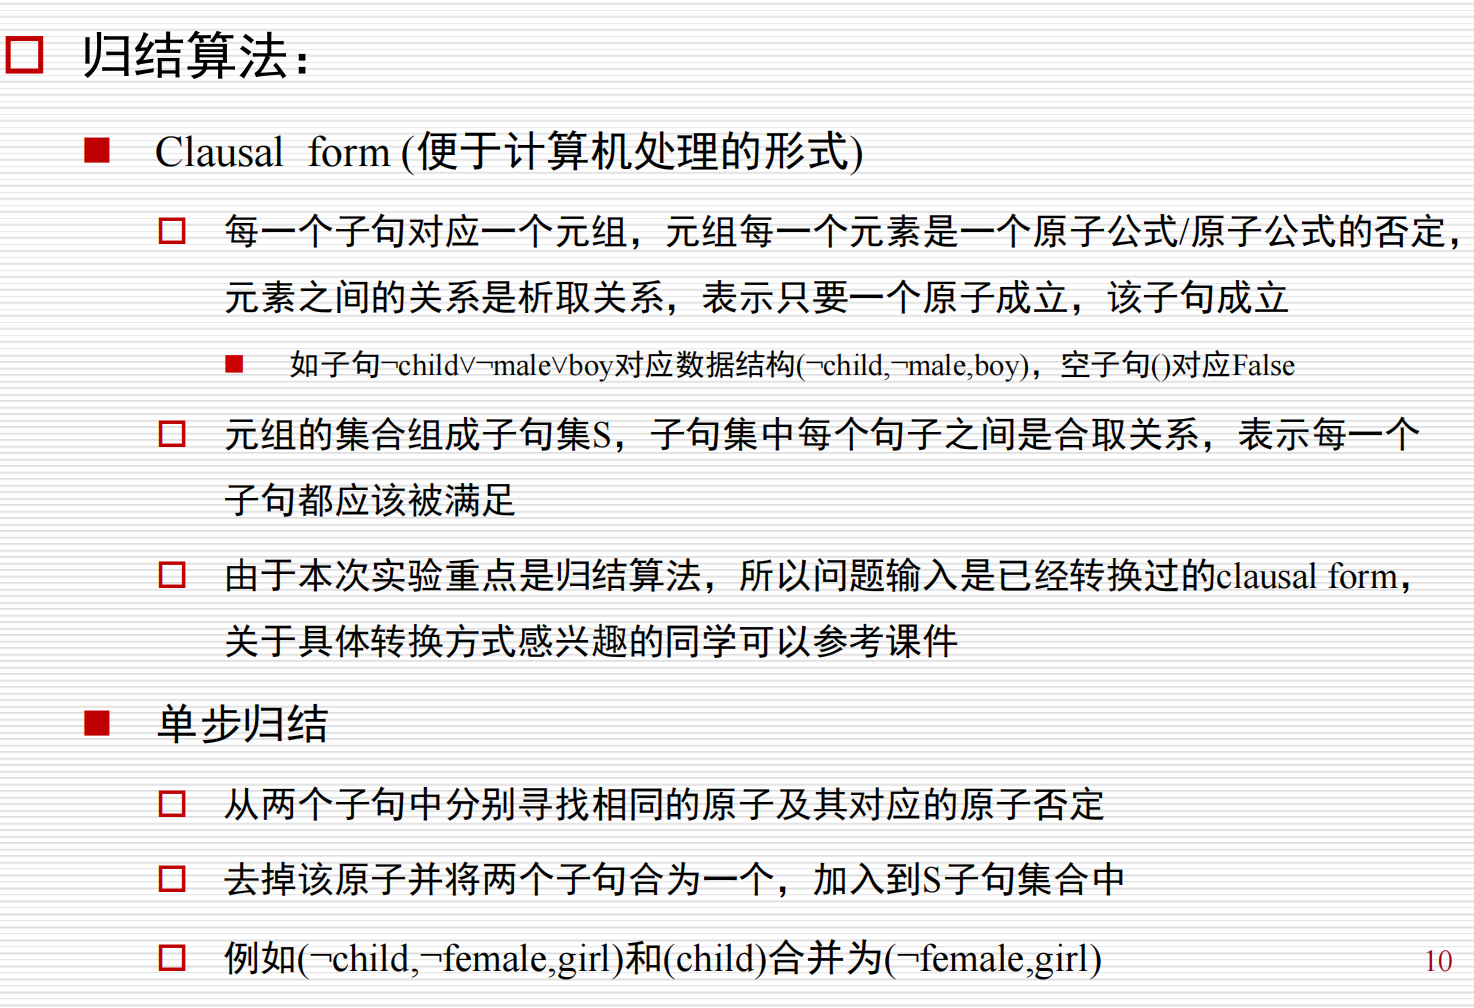 归结算法：
Clausal form (便于计算机处理的形式)
每一个子句对应一个元组，元组每一个元素是一个原子公式/原子公式的否定，
元素之间的关系是析取关系，表示只要一个原子成立，该子句成立
如子句¬child∨¬male∨boy对应数据结构(¬child,¬male,boy)，空子句()对应False
元组的集合组成子句集S，子句集中每个句子之间是合取关系，表示每一个
子句都应该被满足
由于本次实验重点是归结算法，所以问题输入是已经转换过的clausal form，
关于具体转换方式感兴趣的同学可以参考课件
单步归结
从两个子句中分别寻找相同的原子及其对应的原子否定
去掉该原子并将两个子句合为一个，加入到S子句集合中
例如(¬child,¬female,girl)和(child)合并为(¬female,girl)
10